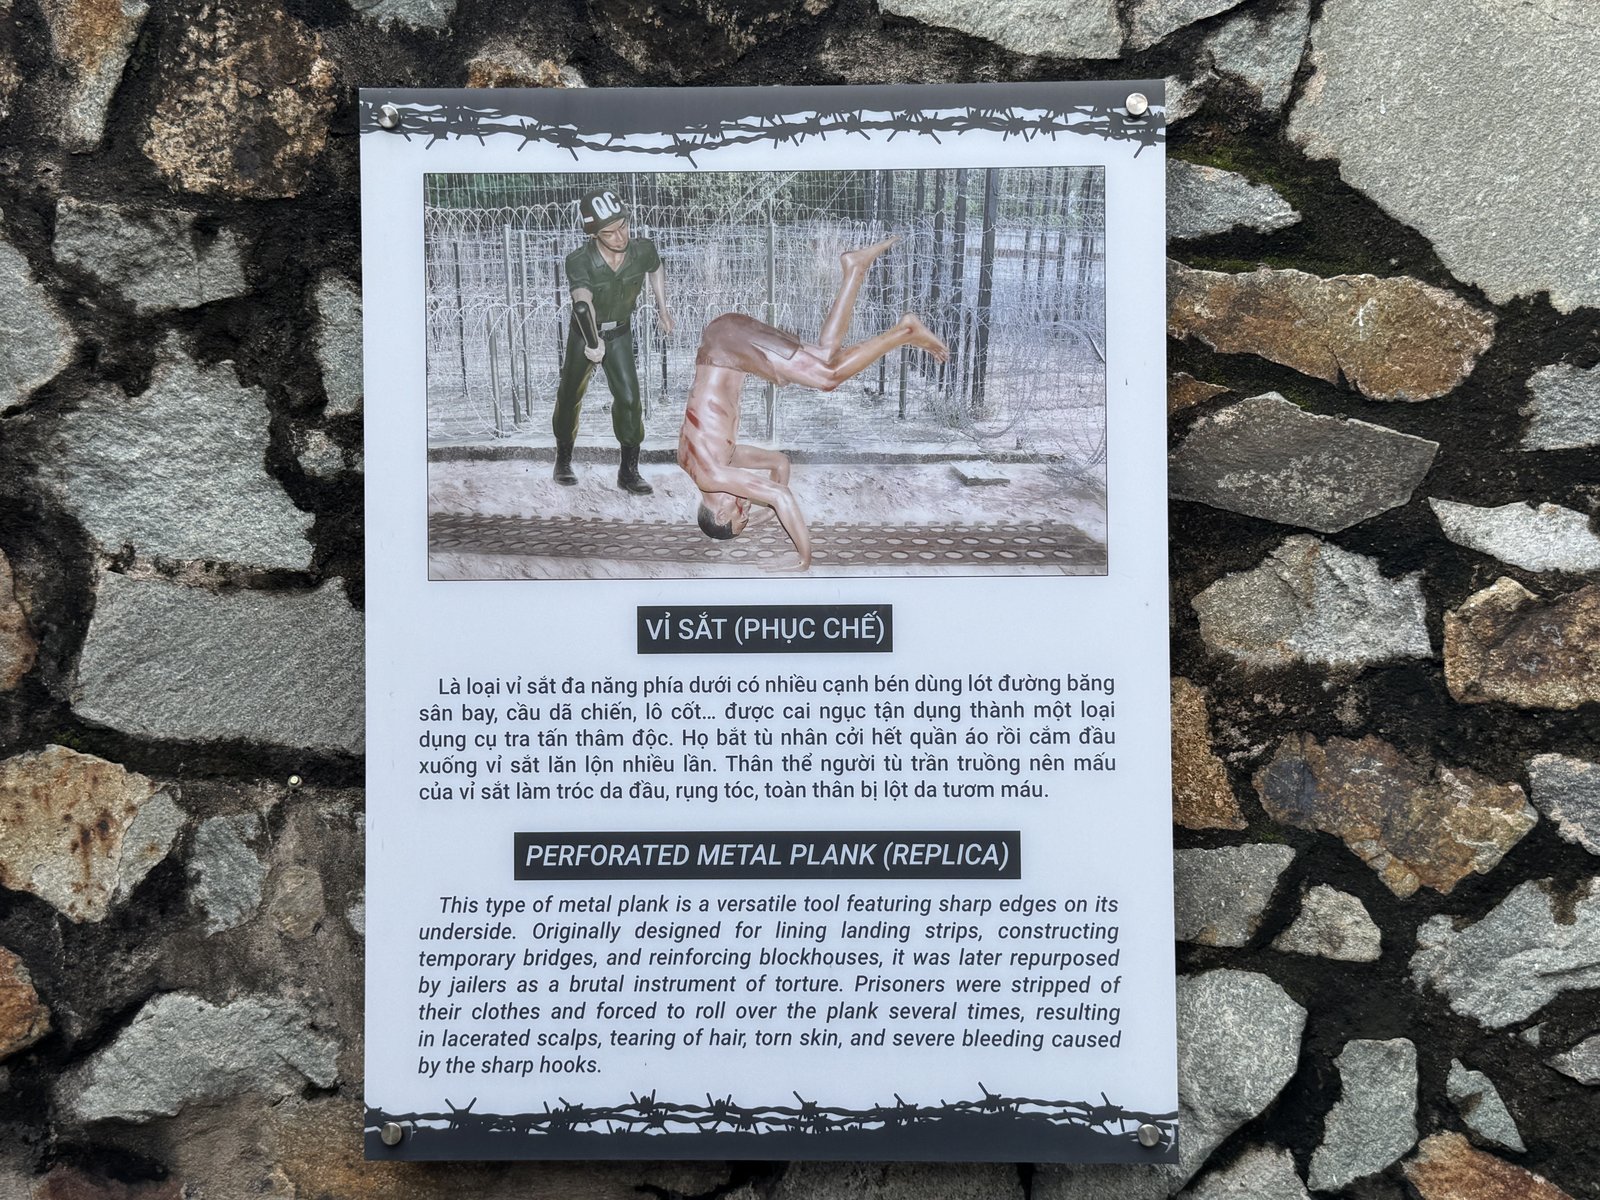 QC
VỈ SẮT (PHỤC CHẾ)
Là loại vỉ sắt đa năng phía dưới có nhiều cạnh bén dùng lót đường băng
sân bay, cầu dã chiến, lô cốt... được cai ngục tận dụng thành một loại
dụng cụ tra tấn thâm độc. Họ bắt tù nhân cởi hết quần áo rồi cắm đầu
xuống vỉ sắt lăn lộn nhiều lần. Thân thể người tù trần truồng nên mấu
của vỉ sắt làm tróc da đầu, rụng tóc, toàn thân bị lột da tươm máu.
PERFORATED METAL PLANK (REPLICA)
This type of metal plank is a versatile tool featuring sharp edges on its
underside. Originally designed for lining landing strips, constructing
temporary bridges, and reinforcing blockhouses, it was later repurposed
by jailers as a brutal instrument of torture. Prisoners were stripped of
their clothes and forced to roll over the plank several times, resulting
in lacerated scalps, tearing of hair, torn skin, and severe bleeding caused
by the sharp hooks.